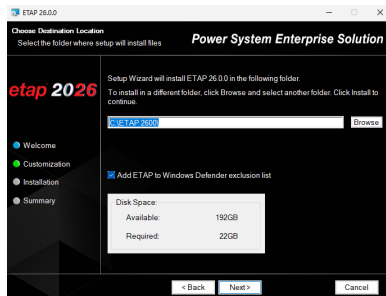 ETAP 26.0.0
Choose Destination Location
Select the folder where setup will install files
Power System Enterprise Solution
etap 2026
Setup Wizard will install ETAP 26.0.0 in the following folder.
To install in a different folder, click Browse and select another folder. Click Install to
continue.
C:\ETAP 2600\
Browse
Welcome
Customization
Installation
Summary
Add ETAP to Windows Defender exclusion list
Disk Space:
Available: 192GB
Required: 22GB
< Back
Next >
Cancel